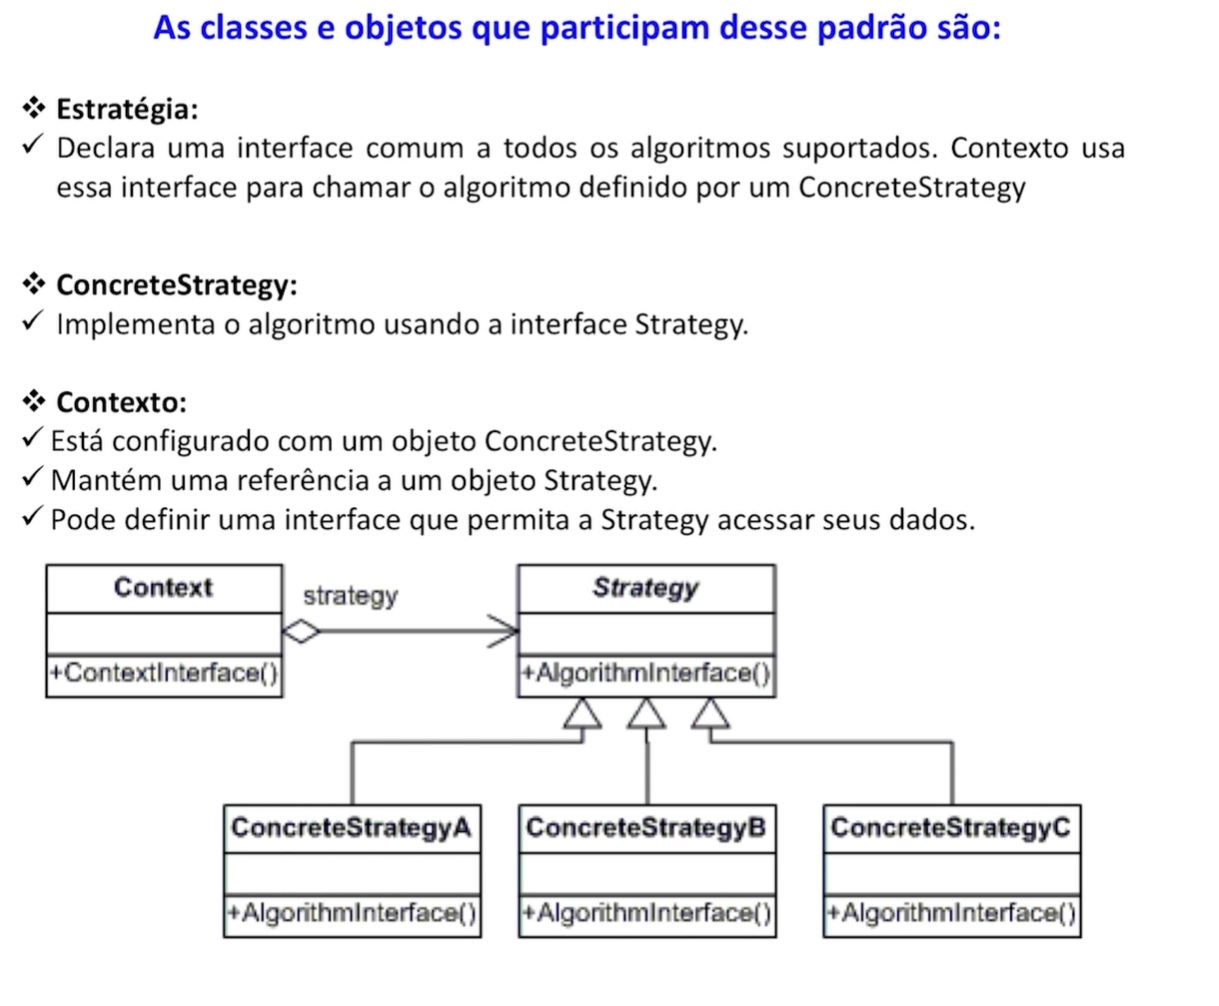 As classes e objetos que participam desse padrão são:
❖ Estratégia:
✓ Declara uma interface comum a todos os algoritmos suportados. Contexto usa
essa interface para chamar o algoritmo definido por um ConcreteStrategy
❖ ConcreteStrategy:
✓ Implementa o algoritmo usando a interface Strategy.
❖ Contexto:
✓ Está configurado com um objeto ConcreteStrategy.
✓ Mantém uma referência a um objeto Strategy.
✓ Pode definir uma interface que permita a Strategy acessar seus dados.
Context
strategy
Strategy
+ContextInterface()
+AlgorithmInterface()
ConcreteStrategyA
ConcreteStrategyB
ConcreteStrategyC
+AlgorithmInterface()
+AlgorithmInterface()
+AlgorithmInterface()